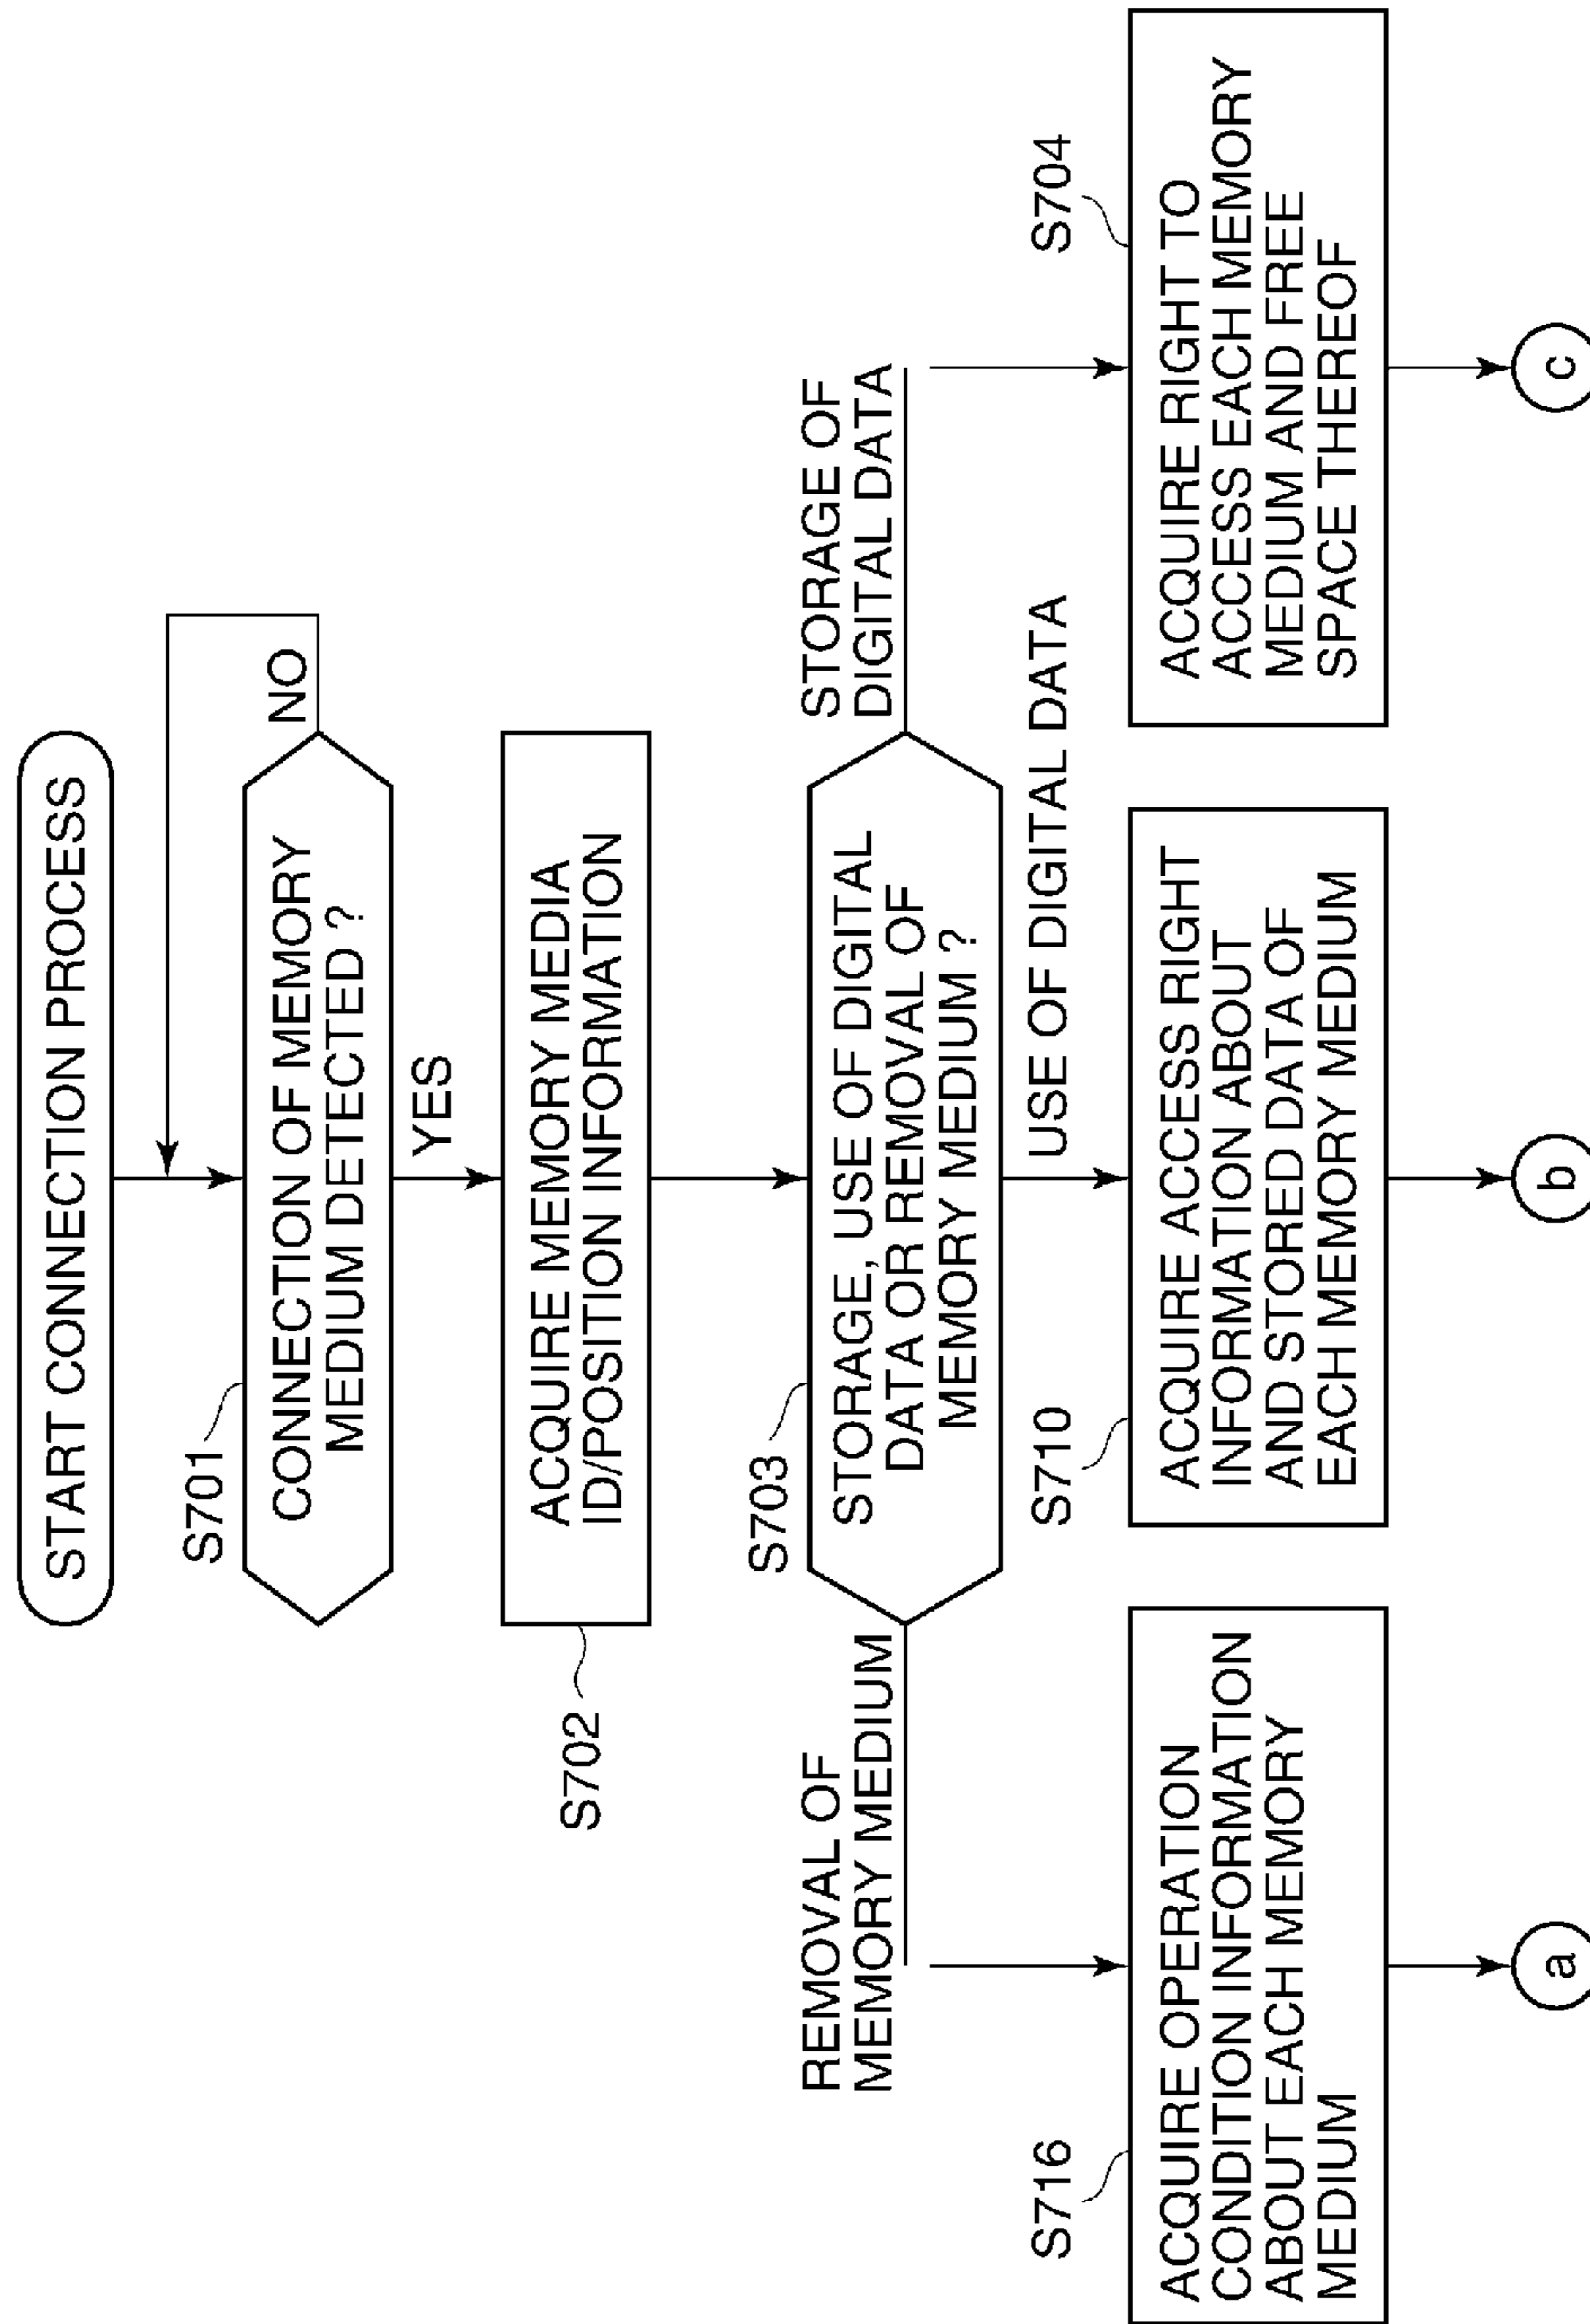 START CONNECTION PROCESS
S701
CONNECTION OF MEMORY
MEDIUM DETECTED ?
NO
YES
S702
ACQUIRE MEMORY MEDIA
ID/POSITION INFORMATION
S703
STORAGE, USE OF DIGITAL
DATA OR REMOVAL OF
MEMORY MEDIUM ?
REMOVAL OF
MEMORY MEDIUM
STORAGE OF
DIGITAL DATA
USE OF DIGITAL DATA
S716
ACQUIRE OPERATION
CONDITION INFORMATION
ABOUT EACH MEMORY
MEDIUM
S710
ACQUIRE ACCESS RIGHT
INFORMATION ABOUT
AND STORED DATA OF
EACH MEMORY MEDIUM
S704
ACQUIRE RIGHT TO
ACCESS EACH MEMORY
MEDIUM AND FREE
SPACE THEREOF
a
b
c